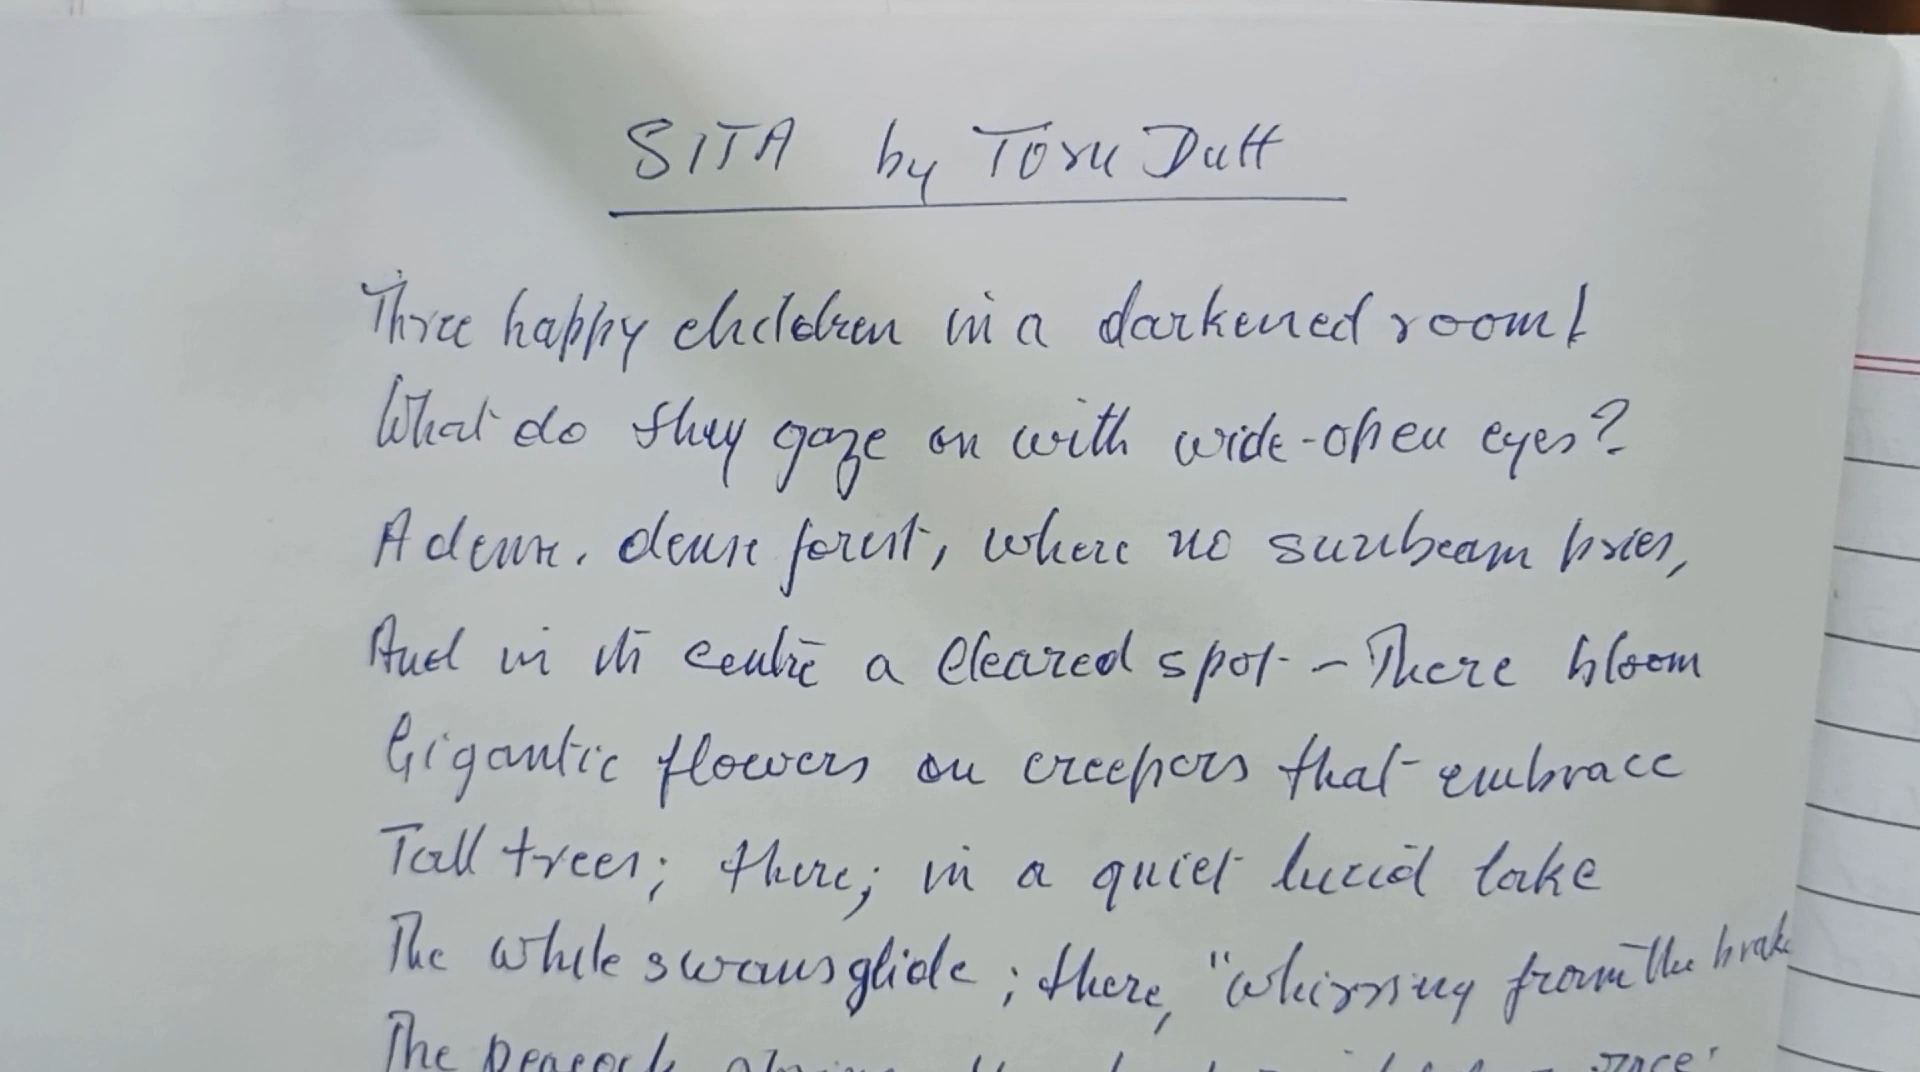 SITA by Toru Dutt
Three happy children in a darkened room!
What do they gaze on with wide-open eyes?
A dense, dense forest, where no sunbeam pries,
And in its centre a cleared spot - There bloom
Gigantic flowers on creepers that embrace
Tall trees; there; in a quiet lucid lake
The white swans glide; there, "whirring from the brake
The peacock